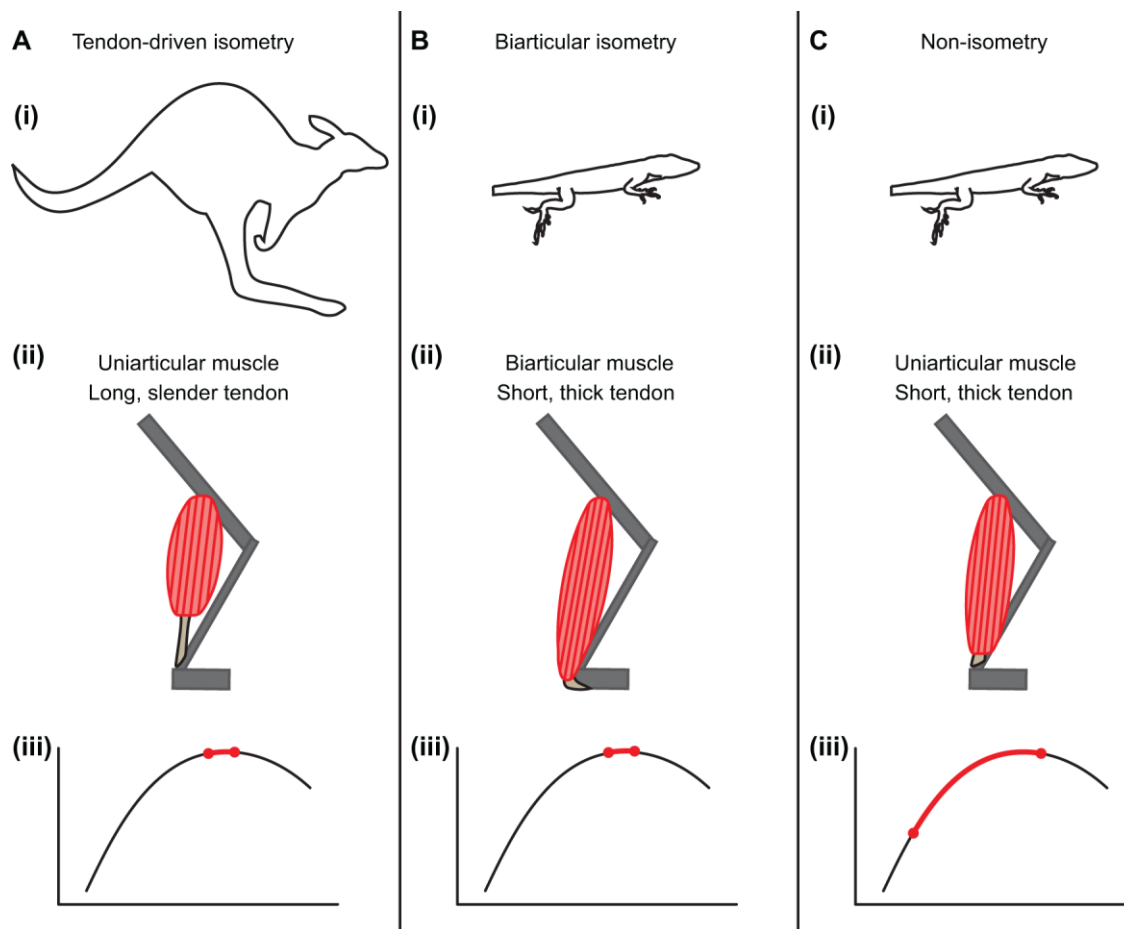 A Tendon-driven isometry
(i)
(ii)
Uniarticular muscle
Long, slender tendon
(iii)
B Biarticular isometry
(i)
(ii)
Biarticular muscle
Short, thick tendon
(iii)
C Non-isometry
(i)
(ii)
Uniarticular muscle
Short, thick tendon
(iii)